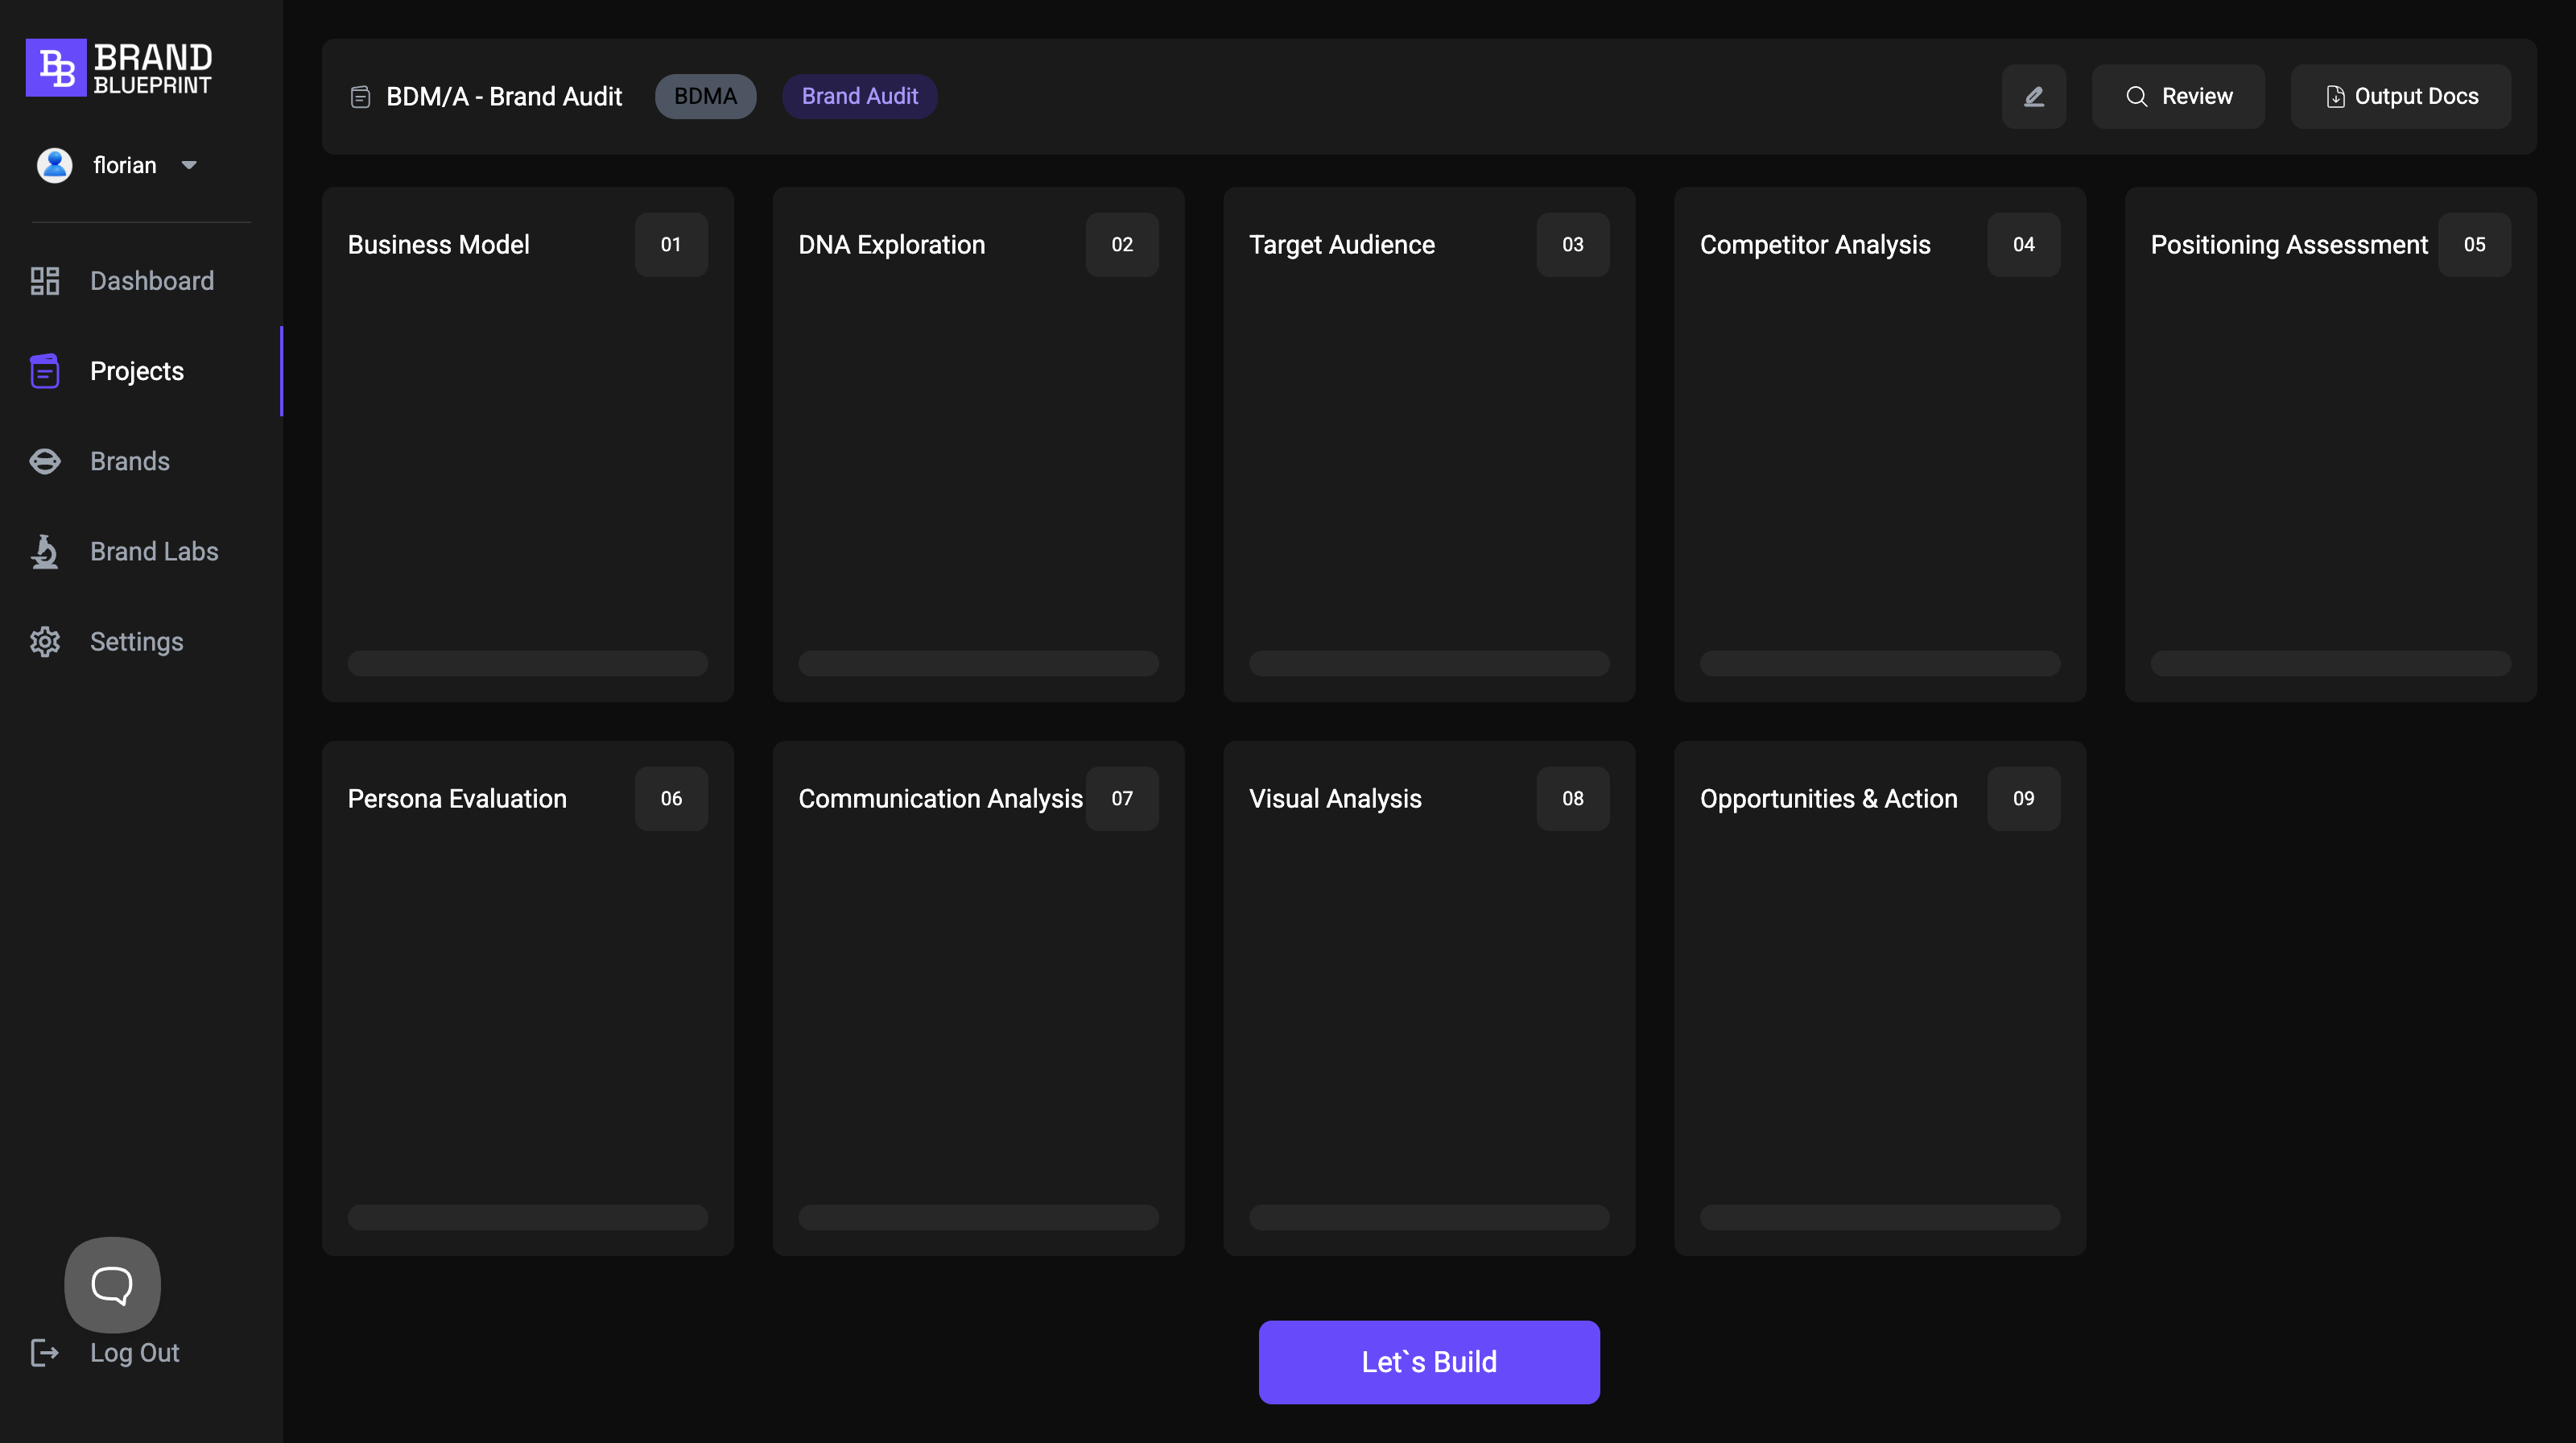 BB BRAND
BLUEPRINT
florian
Dashboard
Projects
Brands
Brand Labs
Settings
Log Out
BDM/A - Brand Audit BDMA Brand Audit Review Output Docs
Business Model 01
DNA Exploration 02
Target Audience 03
Competitor Analysis 04
Positioning Assessment 05
Persona Evaluation 06
Communication Analysis 07
Visual Analysis 08
Opportunities & Action 09
Let`s Build